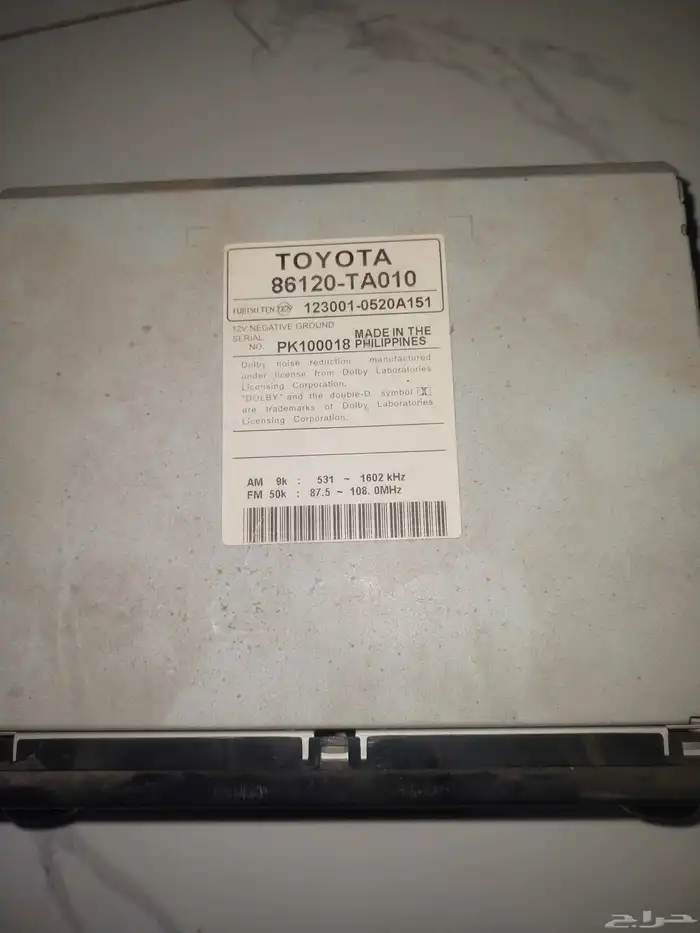 TOYOTA
86120-TA010
FUJITSU TEN TEN 123001-0520A151
12V NEGATIVE GROUND
SERIAL NO. PK100018 MADE IN THE PHILIPPINES
Dolby noise reduction manufactured
under license from Dolby Laboratories
Licensing Corporation.
"DOLBY" and the double-D symbol
are trademarks of Dolby Laboratories
Licensing Corporation.
AM 9k : 531 ~ 1602 kHz
FM 50k : 87.5 ~ 108.0MHz
حراج